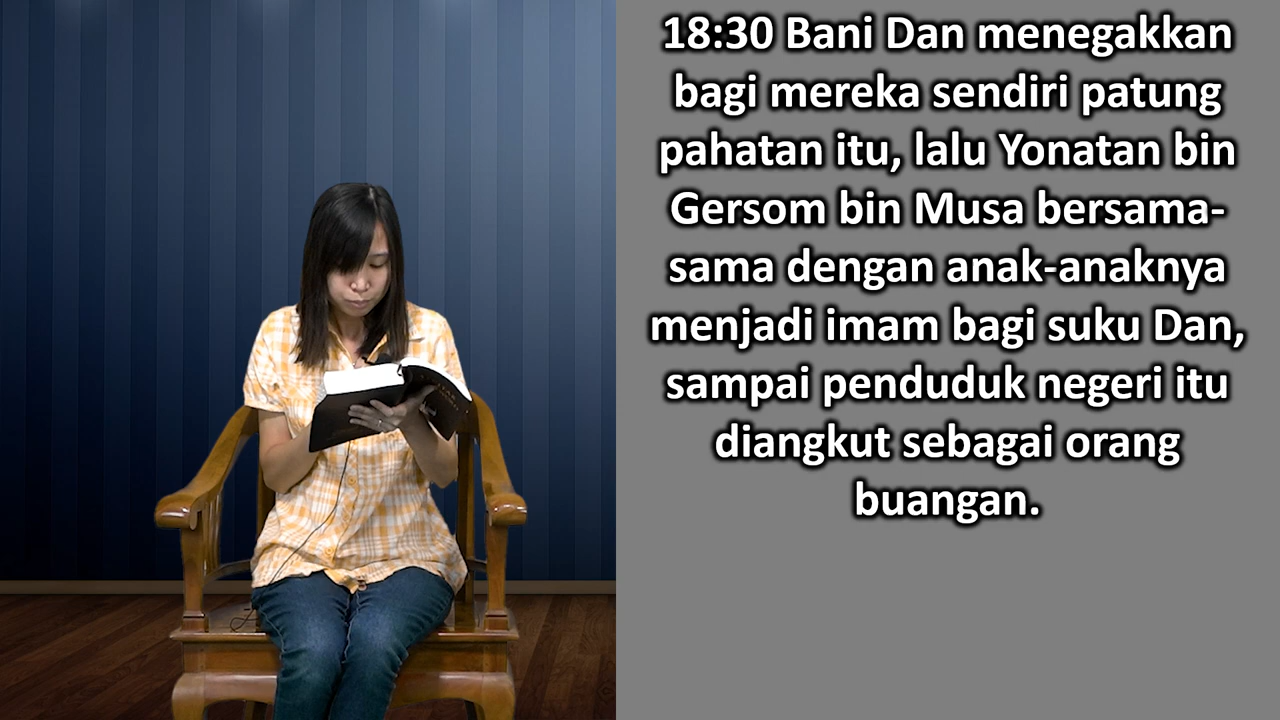 18:30 Bani Dan menegakkan
bagi mereka sendiri patung
pahatan itu, lalu Yonatan bin
Gersom bin Musa bersama-
sama dengan anak-anaknya
menjadi imam bagi suku Dan,
sampai penduduk negeri itu
diangkut sebagai orang
buangan.